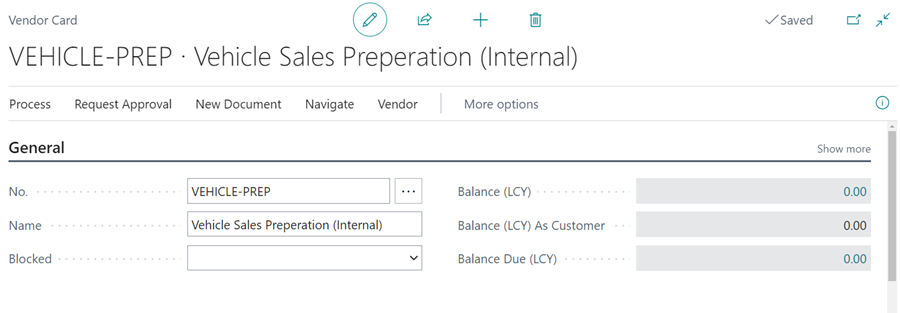 Vendor Card
Saved
VEHICLE-PREP · Vehicle Sales Preperation (Internal)
Process Request Approval New Document Navigate Vendor More options
General Show more
No. VEHICLE-PREP ... Balance (LCY) 0.00
Name Vehicle Sales Preperation (Internal) Balance (LCY) As Customer 0.00
Blocked Balance Due (LCY) 0.00